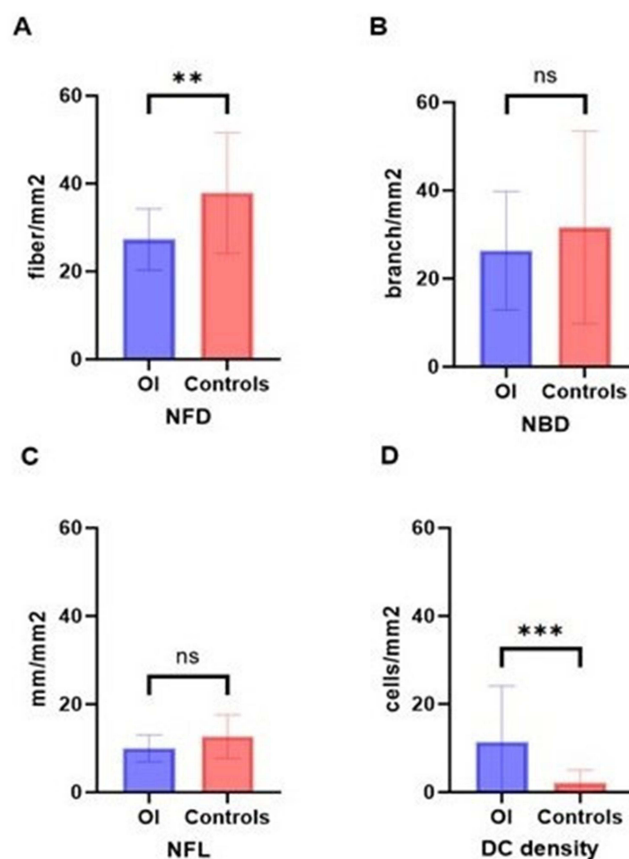 A
**
60
40
20
0
fiber/mm2
OI Controls
NFD
B
ns
60
40
20
0
branch/mm2
OI Controls
NBD
C
60
40
20
0
mm/mm2
ns
OI Controls
NFL
D
60
40
20
0
cells/mm2
***
OI Controls
DC density